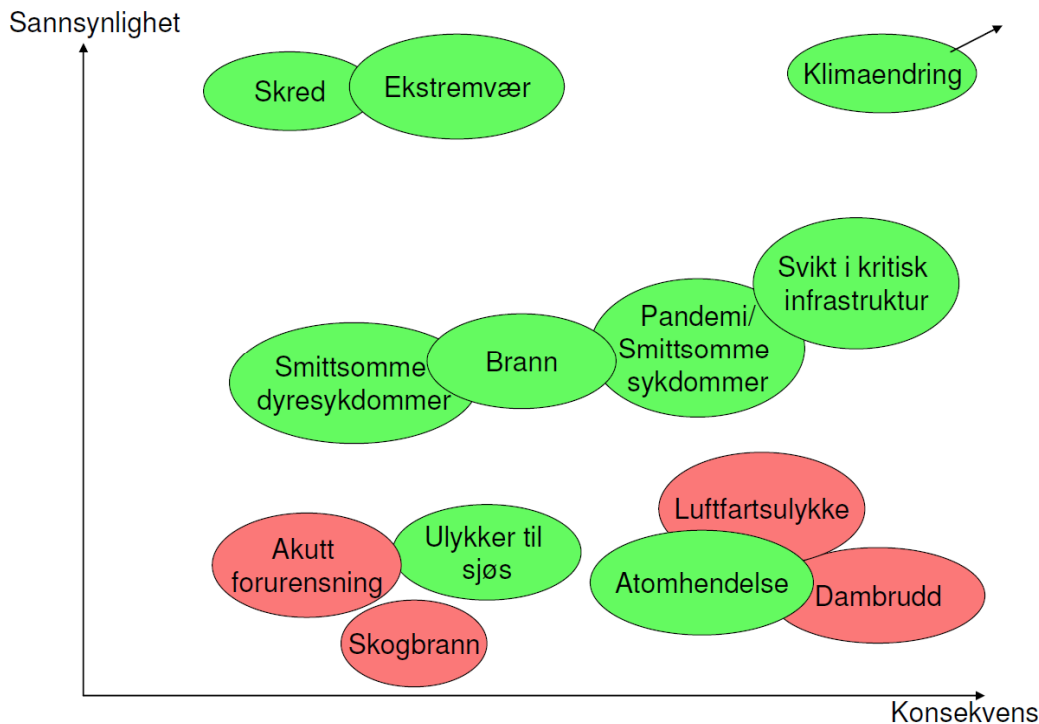 Sannsynlighet
Skred
Ekstremvær
Klimaendring
Svikt i kritisk
infrastruktur
Pandemi/
Smittsomme
sykdommer
Brann
Smittsomme
dyresykdommer
Luftfartsulykke
Akutt
forurensning
Ulykker til
sjøs
Atomhendelse
Dambrudd
Skogbrann
Konsekvens